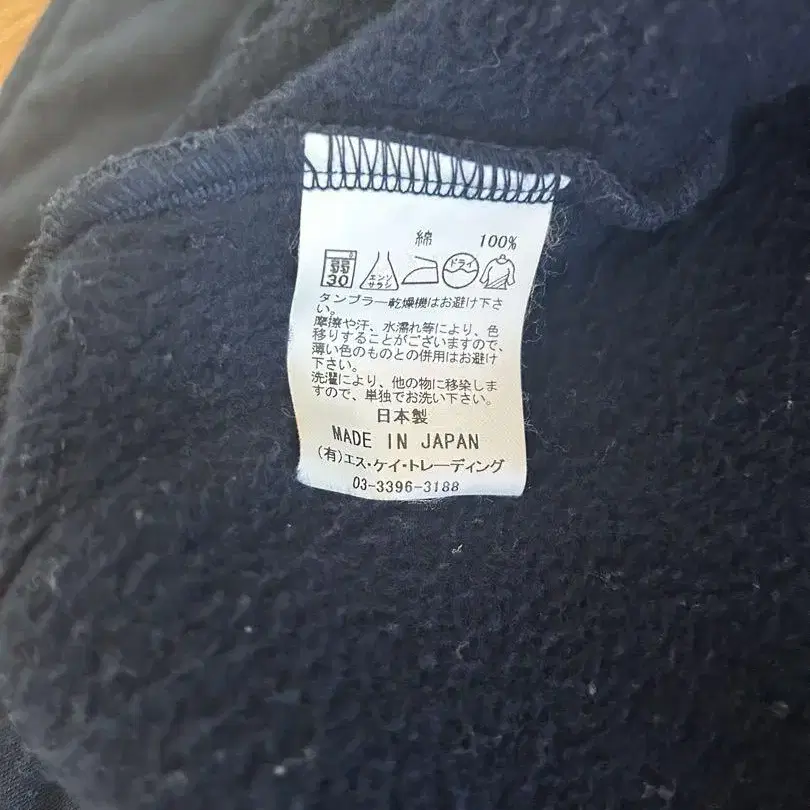 綿 100%
弱 30 エンソ サラシ ドライ
タンブラー乾燥機はお避け下さ
い。
摩擦や汗、水濡れ等により、色
移りすることがございますので、
薄い色のものとの併用はお避け
下さい。
洗濯により、他の物に移染しま
すので、単独でお洗い下さい。
日本製
MADE IN JAPAN
(有)エス・ケイ・トレーディング
03-3396-3188